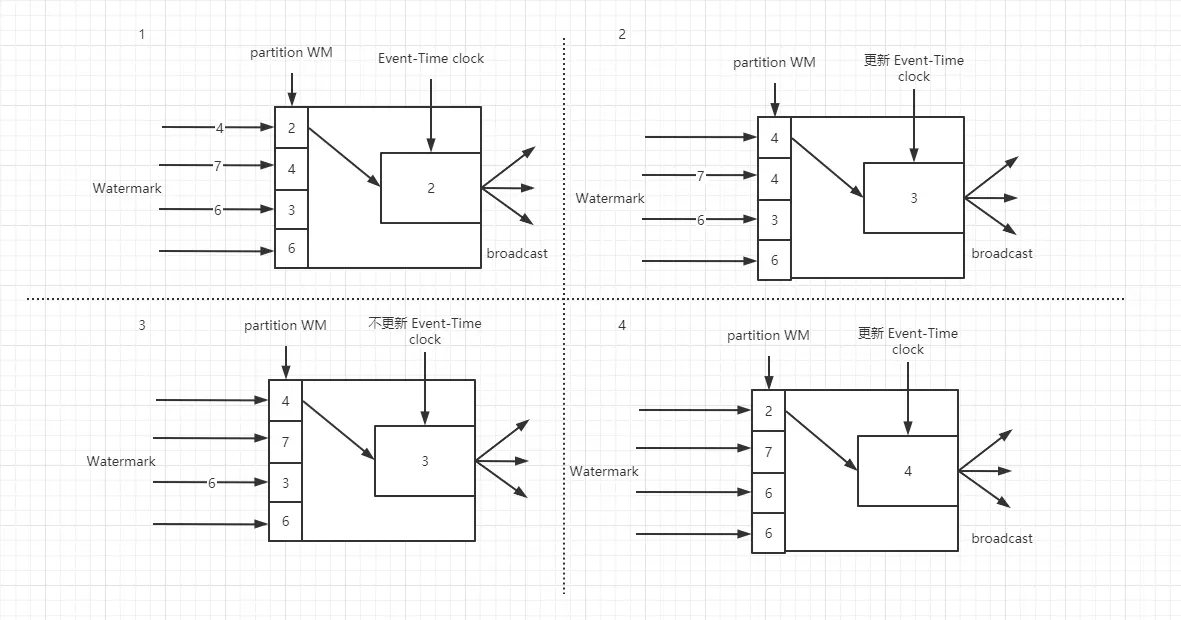 1
partition WM
Event-Time clock
4
2
7
4
Watermark
2
6
3
6
broadcast
2
partition WM
更新 Event-Time
clock
4
7
4
Watermark
3
6
3
6
broadcast
3
partition WM
不更新 Event-Time
clock
4
7
Watermark
3
6
3
6
4
partition WM
更新 Event-Time
clock
2
7
Watermark
4
6
6
broadcast